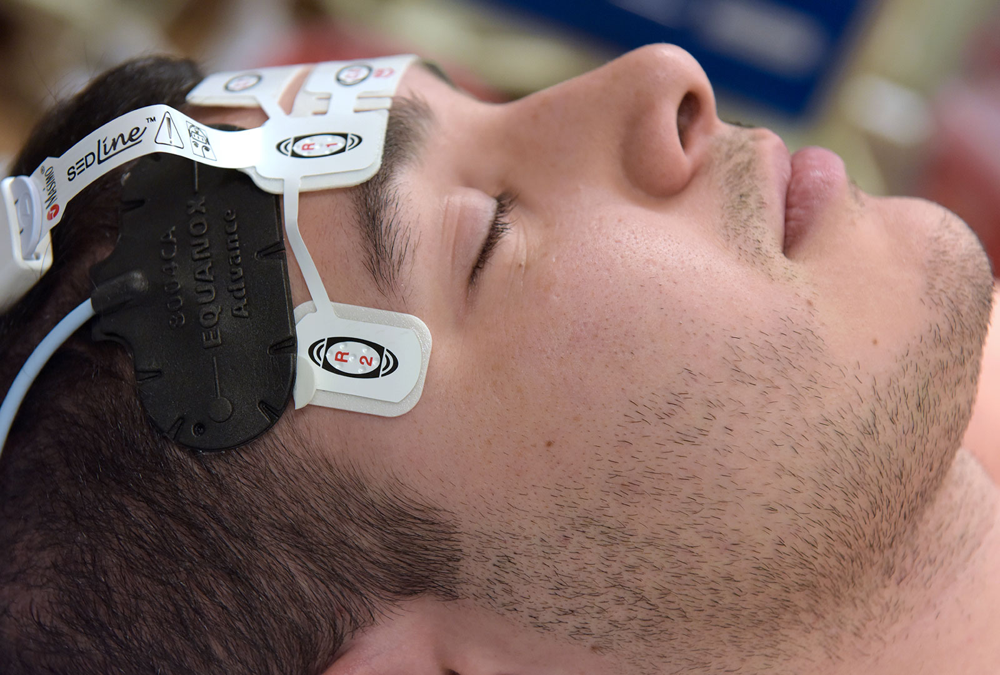 SEDLine™
MASIMO
R 1
R 2
8004CA
EQUANOX
Advance